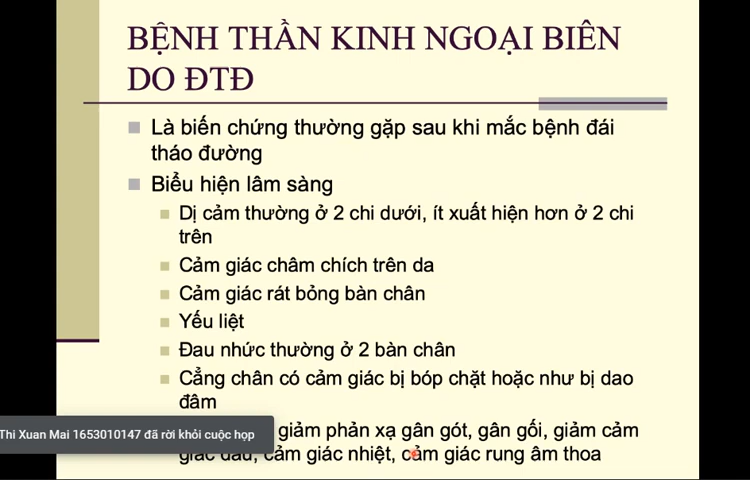 BỆNH THẦN KINH NGOẠI BIÊN
DO ĐTĐ
Là biến chứng thường gặp sau khi mắc bệnh đái
tháo đường
Biểu hiện lâm sàng
Dị cảm thường ở 2 chi dưới, ít xuất hiện hơn ở 2 chi
trên
Cảm giác châm chích trên da
Cảm giác rát bỏng bàn chân
Yếu liệt
Đau nhức thường ở 2 bàn chân
Cẳng chân có cảm giác bị bóp chặt hoặc như bị dao
đâm
giảm phản xạ gân gót, gân gối, giảm cảm
giác đau, cảm giác nhiệt, cảm giác rung âm thoa
Thi Xuan Mai 1653010147 đã rời khỏi cuộc họp